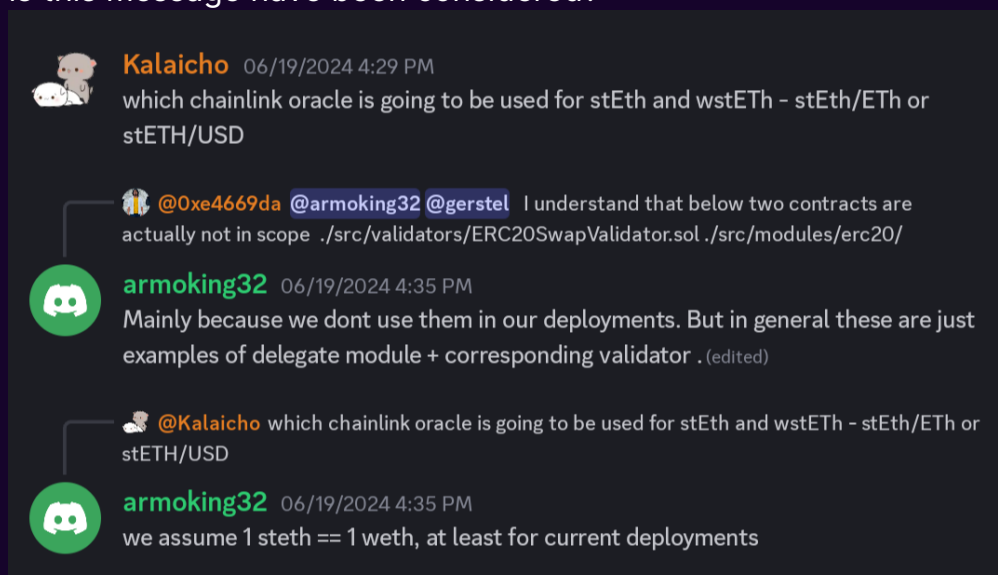 Kalaicho 06/19/2024 4:29 PM
which chainlink oracle is going to be used for stEth and wstETh - stEth/ETh or
stETH/USD
@0xe4669da @armoking32 @gerstel I understand that below two contracts are
actually not in scope ./src/validators/ERC20SwapValidator.sol ./src/modules/erc20/
armoking32 06/19/2024 4:35 PM
Mainly because we dont use them in our deployments. But in general these are just
examples of delegate module + corresponding validator . (edited)
@Kalaicho which chainlink oracle is going to be used for stEth and wstETh - stEth/ETh or
stETH/USD
armoking32 06/19/2024 4:35 PM
we assume 1 steth == 1 weth, at least for current deployments